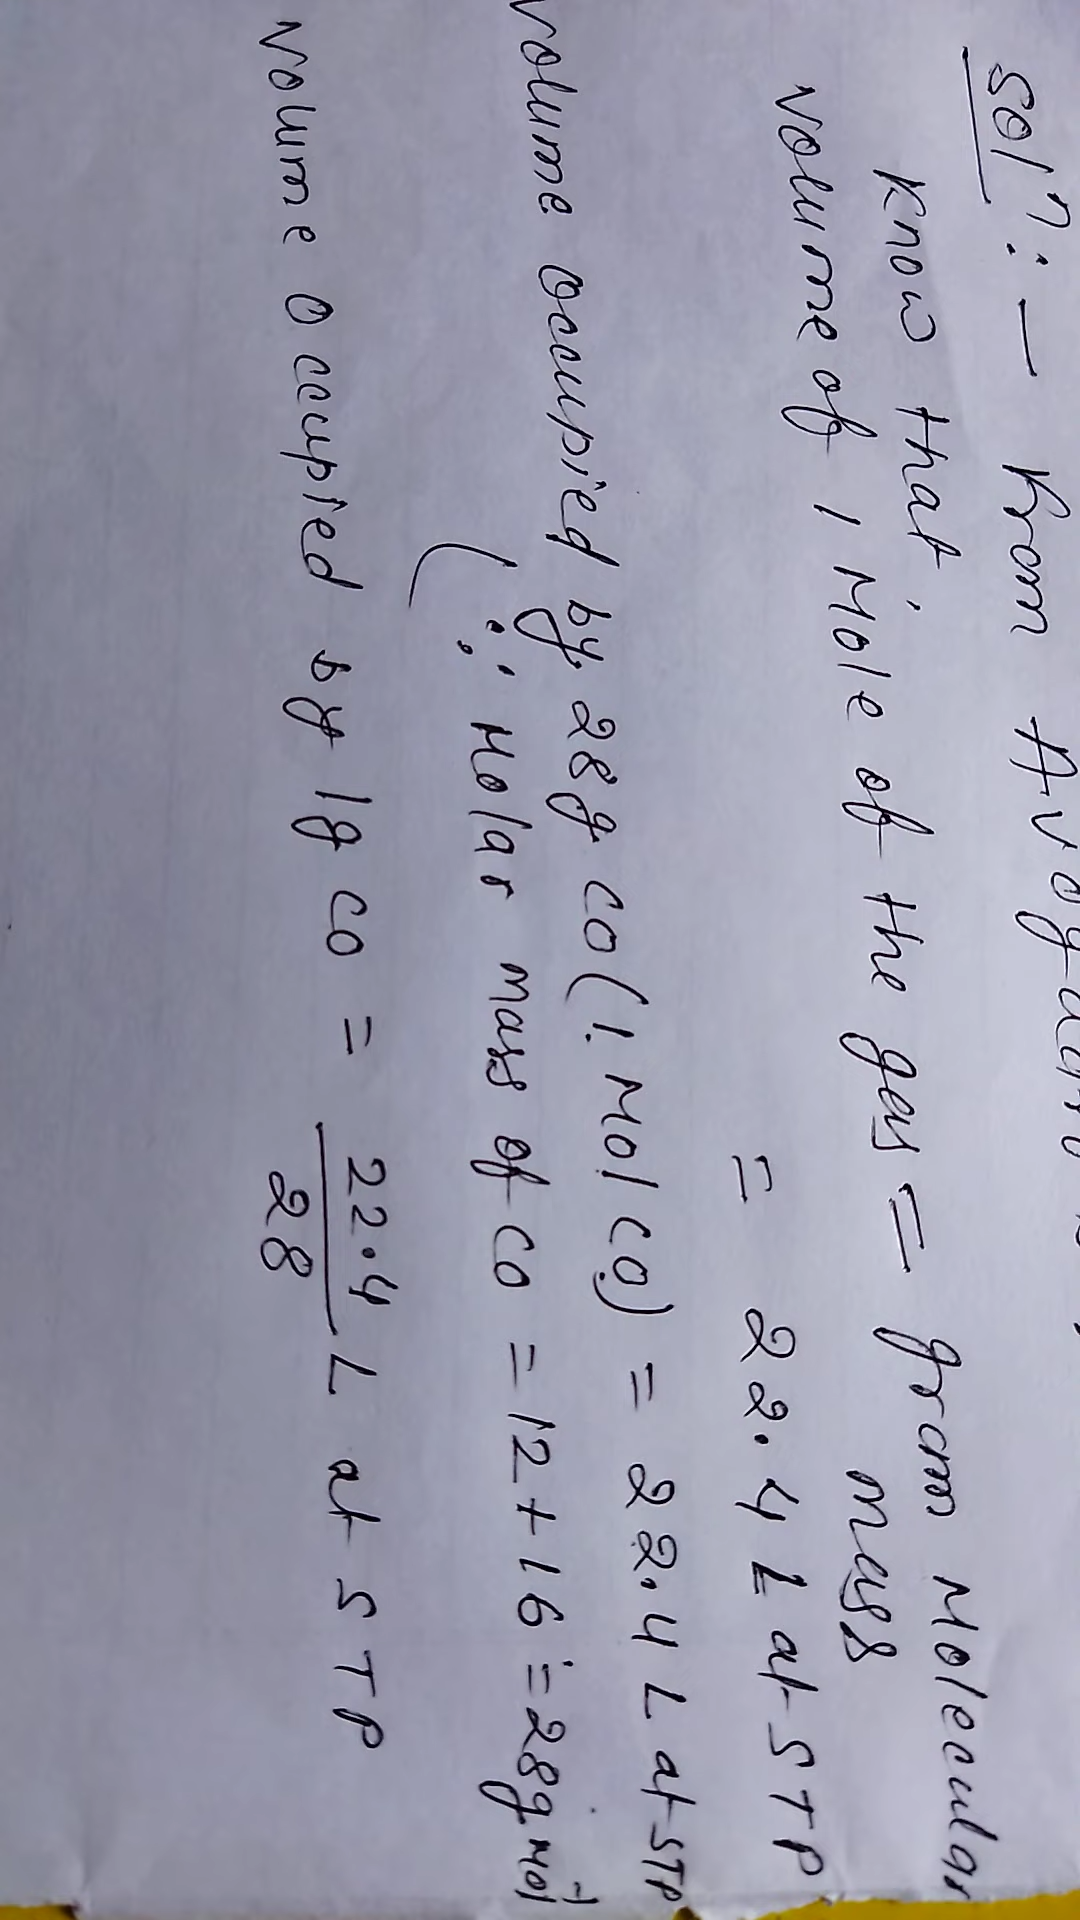 Soln :- From Avogadro
know that,
volume of 1 Mole of the gas = gram Molecular
mass
= 22.4 L at STP
volume occupied by 28g CO (1 Mol CO) = 22.4 L at STP
(∵ Molar mass of CO = 12 + 16 = 28g mol-1
volume occupied by 1g CO = 22.4/28 L at STP